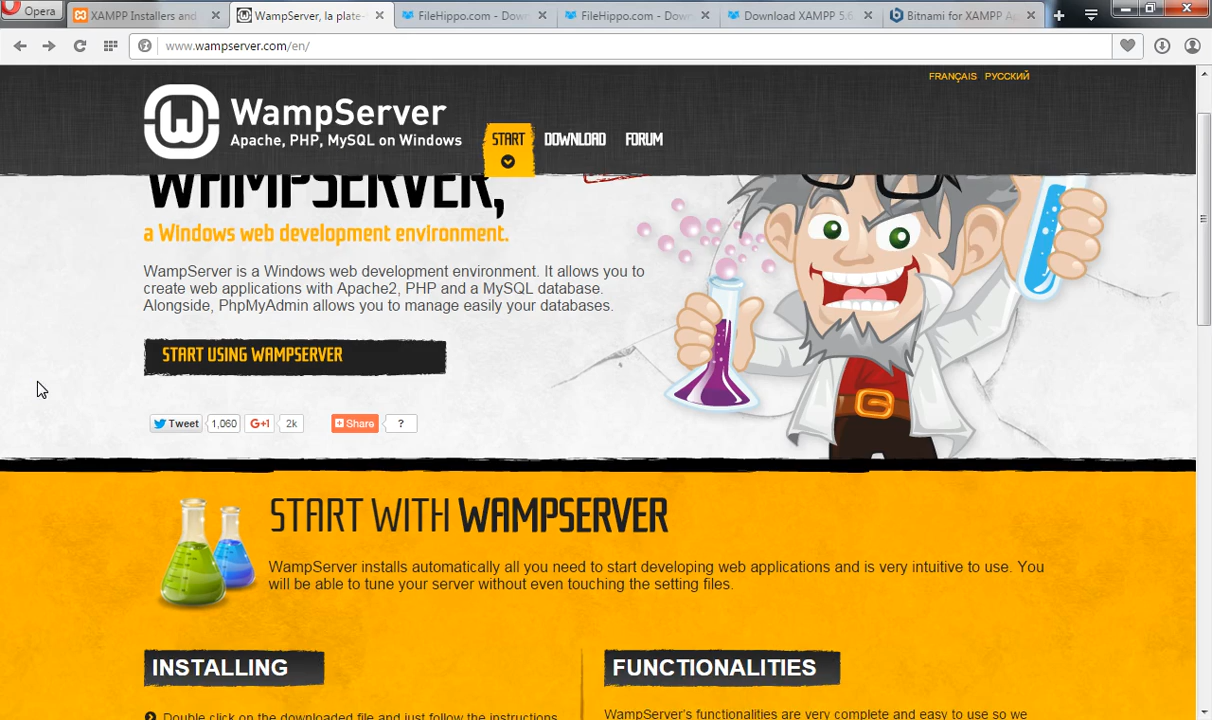 Opera
XAMPP Installers and
WampServer, la plate-
FileHippo.com - Down
FileHippo.com - Down
Download XAMPP 5.6.
Bitnami for XAMPP Ap
www.wampserver.com/en/
FRANÇAIS РУССКИЙ
WampServer
Apache, PHP, MySQL on Windows
START
DOWNLOAD
FORUM
WAMPSERVER,
a Windows web development environment.
WampServer is a Windows web development environment. It allows you to
create web applications with Apache2, PHP and a MySQL database.
Alongside, PhpMyAdmin allows you to manage easily your databases.
START USING WAMPSERVER
Tweet 1,060 G+1 2k Share ?
START WITH WAMPSERVER
WampServer installs automatically all you need to start developing web applications and is very intuitive to use. You
will be able to tune your server without even touching the setting files.
INSTALLING
FUNCTIONALITIES
Double click on the downloaded file and just follow the instructions
WampServer's functionalities are very complete and easy to use so we